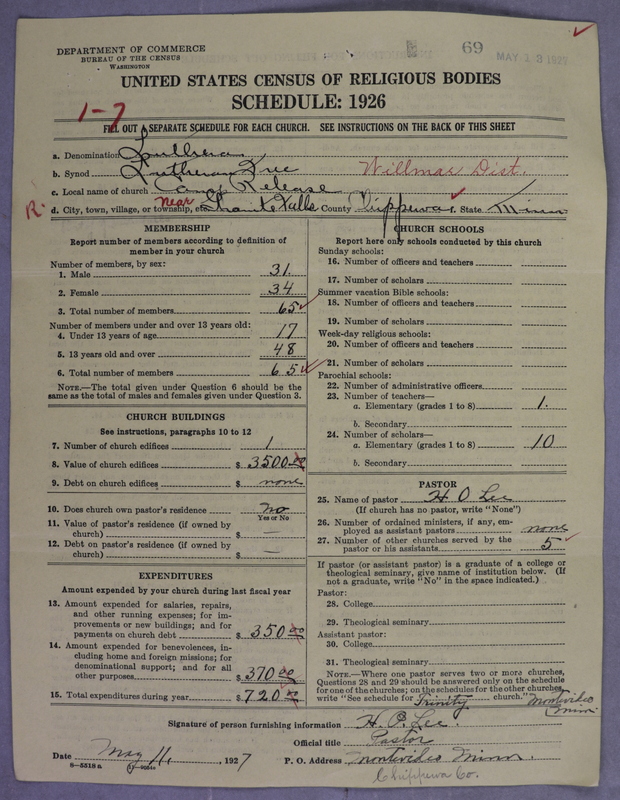 69
MAY 13 1927
DEPARTMENT OF COMMERCE
BUREAU OF THE CENSUS
WASHINGTON
UNITED STATES CENSUS OF RELIGIOUS BODIES
SCHEDULE: 1926
1-7
FILL OUT A SEPARATE SCHEDULE FOR EACH CHURCH. SEE INSTRUCTIONS ON THE BACK OF THIS SHEET
a. Denomination Lutheran
b. Synod Lutheran Free Willmar Dist.
c. Local name of church Camp Release
R. d. City, town, village, or township, etc. near Granite Falls County Chippewa f. State Minn
MEMBERSHIP
Report number of members according to definition of
member in your church
Number of members, by sex:
1. Male 31.
2. Female 34
3. Total number of members 65
Number of members under and over 13 years old:
4. Under 13 years of age 17
5. 13 years old and over 48
6. Total number of members 65
NOTE.—The total given under Question 6 should be the
same as the total of males and females given under Question 3.
CHURCH BUILDINGS
See instructions, paragraphs 10 to 12
7. Number of church edifices 1
8. Value of church edifices $ 3500.00
9. Debt on church edifices $ none
10. Does church own pastor's residence No
Yes or No
11. Value of pastor's residence (if owned by
church) $ —
12. Debt on pastor's residence (if owned by
church) $ —
EXPENDITURES
Amount expended by your church during last fiscal year
13. Amount expended for salaries, repairs,
and other running expenses; for im-
provements or new buildings; and for
payments on church debt $ 350.00
14. Amount expended for benevolences, in-
cluding home and foreign missions; for
denominational support; and for all
other purposes 370.00
15. Total expenditures during year $ 720.00
CHURCH SCHOOLS
Report here only schools conducted by this church
Sunday schools:
16. Number of officers and teachers
17. Number of scholars
Summer vacation Bible schools:
18. Number of officers and teachers
19. Number of scholars
Week-day religious schools:
20. Number of officers and teachers
21. Number of scholars
Parochial schools:
22. Number of administrative officers
23. Number of teachers—
a. Elementary (grades 1 to 8) 1.
b. Secondary
24. Number of scholars—
a. Elementary (grades 1 to 8) 10
b. Secondary
PASTOR
25. Name of pastor H O Lee
(If church has no pastor, write "None")
26. Number of ordained ministers, if any, em-
ployed as assistant pastors none
27. Number of other churches served by the
pastor or his assistants 5
If pastor (or assistant pastor) is a graduate of a college or
theological seminary, give name of institution below. (If
not a graduate, write "No" in the space indicated.)
Pastor:
28. College
29. Theological seminary
Assistant pastor:
30. College
31. Theological seminary
NOTE.—Where one pastor serves two or more churches,
Questions 28 and 29 should be answered only on the schedule
for one of the churches; on the schedules for the other churches,
write "See schedule for Trinity church." Montevideo
Minn
Signature of person furnishing information H. O. Lee.
Official title Pastor
Date May 11, 1927 P. O. Address Montevideo Minn.
8-5518 a
Chippewa Co.